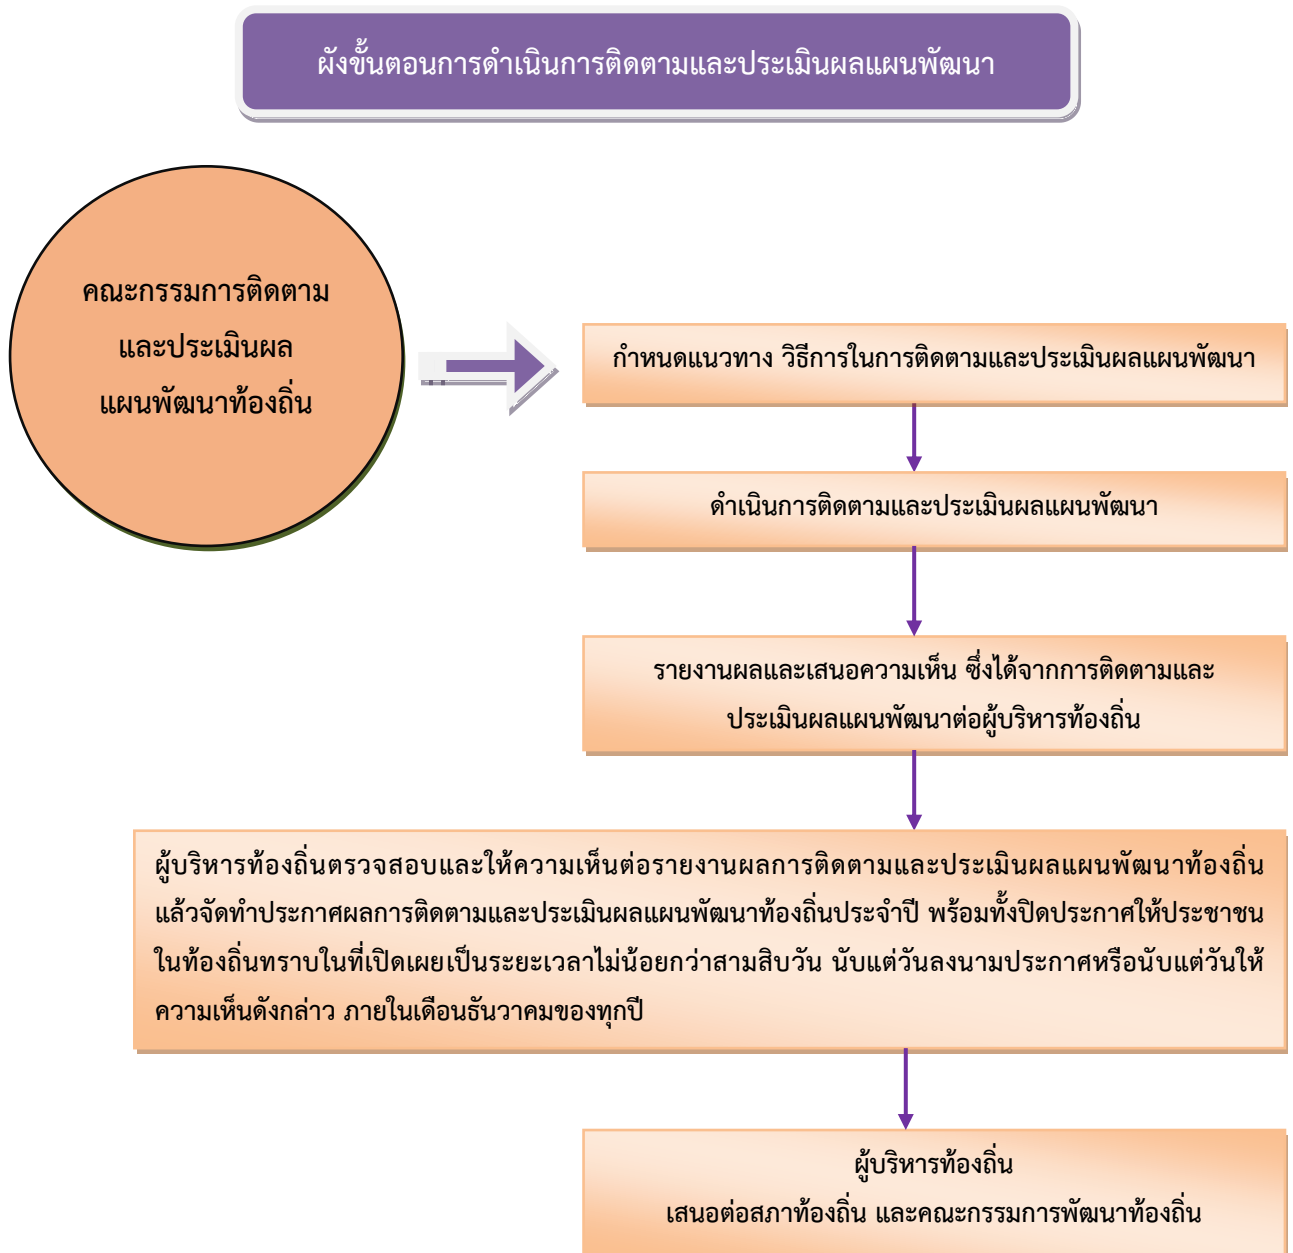 ผังขั้นตอนการดำเนินการติดตามและประเมินผลแผนพัฒนา
คณะกรรมการติดตาม
และประเมินผล
แผนพัฒนาท้องถิ่น
กำหนดแนวทาง วิธีการในการติดตามและประเมินผลแผนพัฒนา
ดำเนินการติดตามและประเมินผลแผนพัฒนา
รายงานผลและเสนอความเห็น ซึ่งได้จากการติดตามและ
ประเมินผลแผนพัฒนาต่อผู้บริหารท้องถิ่น
ผู้บริหารท้องถิ่นตรวจสอบและให้ความเห็นต่อรายงานผลการติดตามและประเมินผลแผนพัฒนาท้องถิ่น
แล้วจัดทำประกาศผลการติดตามและประเมินผลแผนพัฒนาท้องถิ่นประจำปี พร้อมทั้งปิดประกาศให้ประชาชน
ในท้องถิ่นทราบในที่เปิดเผยเป็นระยะเวลาไม่น้อยกว่าสามสิบวัน นับแต่วันลงนามประกาศหรือนับแต่วันให้
ความเห็นดังกล่าว ภายในเดือนธันวาคมของทุกปี
ผู้บริหารท้องถิ่น
เสนอต่อสภาท้องถิ่น และคณะกรรมการพัฒนาท้องถิ่น